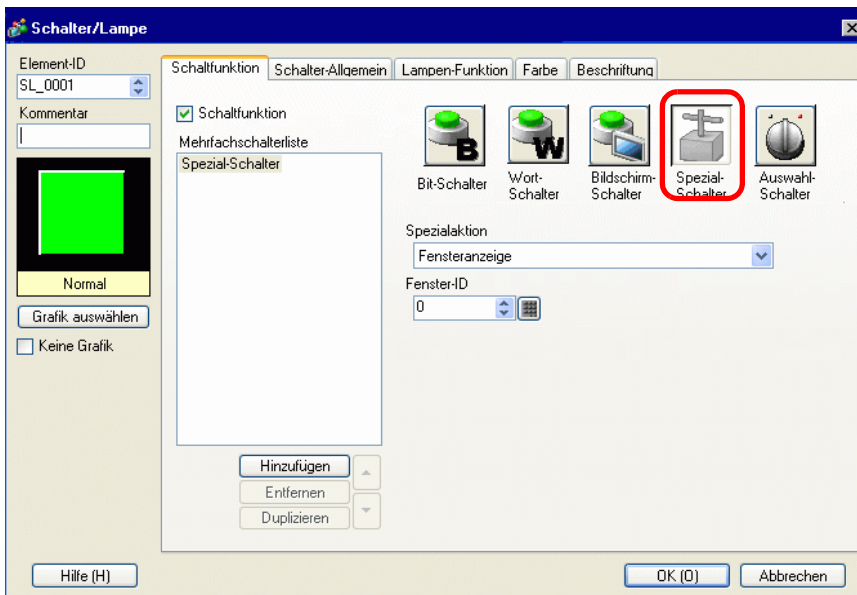 Schalter/Lampe
Element-ID
SL_0001
Kommentar
Normal
Grafik auswählen
Keine Grafik
Schaltfunktion
Schalter-Allgemein
Lampen-Funktion
Farbe
Beschriftung
Schaltfunktion
Mehrfachschalterliste
Spezial-Schalter
Hinzufügen
Entfernen
Duplizieren
B
W
Bit-Schalter
Wort-
Schalter
Bildschirm-
Schalter
Spezial-
Schalter
Auswahl-
Schalter
Spezialaktion
Fensteranzeige
Fenster-ID
0
Hilfe (H)
OK (O)
Abbrechen